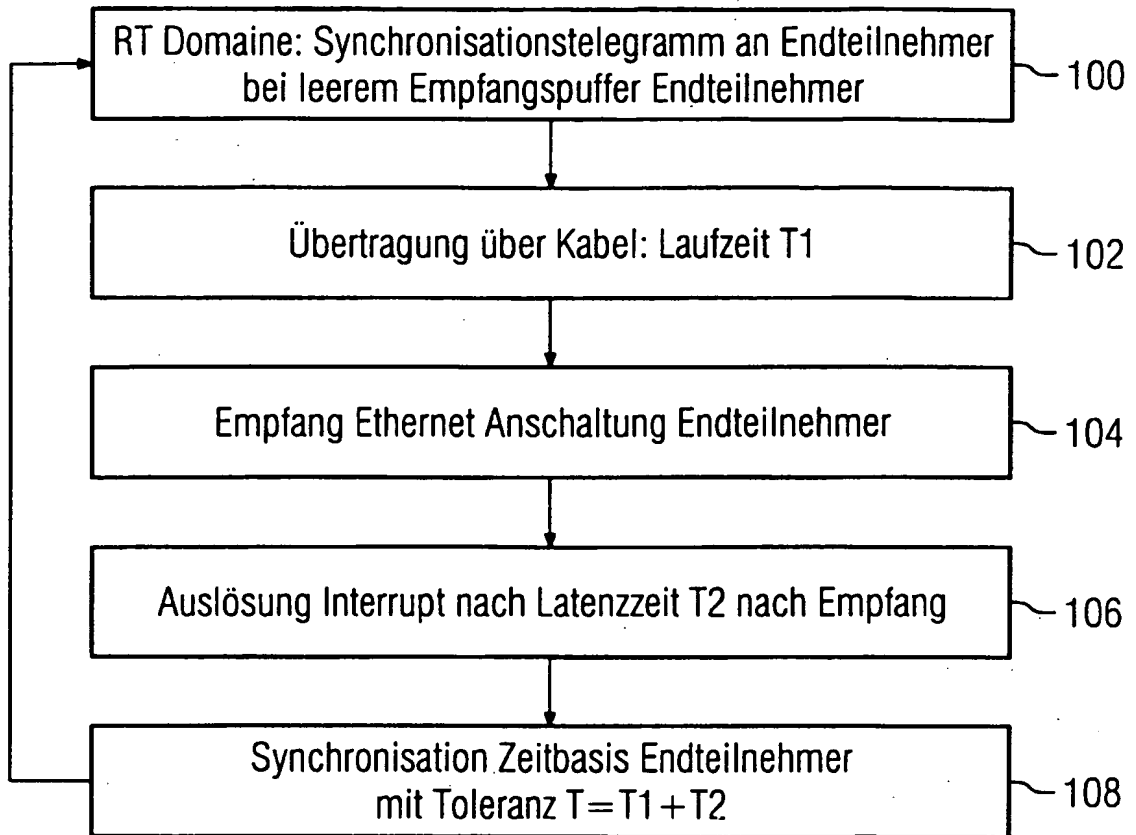 RT Domaine: Synchronisationstelegramm an Endteilnehmer
bei leerem Empfangspuffer Endteilnehmer
100
Übertragung über Kabel: Laufzeit T1
102
Empfang Ethernet Anschaltung Endteilnehmer
104
Auslösung Interrupt nach Latenzzeit T2 nach Empfang
106
Synchronisation Zeitbasis Endteilnehmer
mit Toleranz T=T1+T2
108